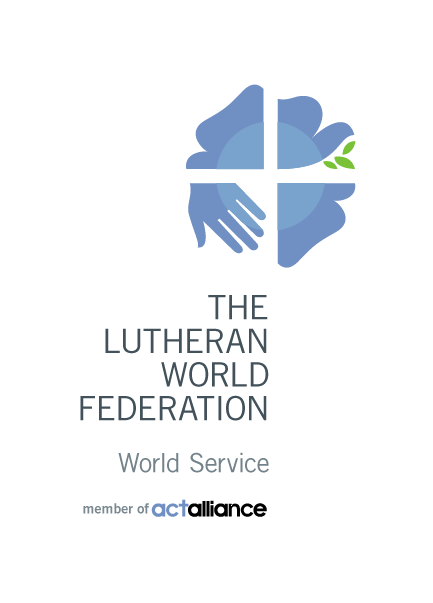 THE
LUTHERAN
WORLD
FEDERATION
World Service
member of actalliance